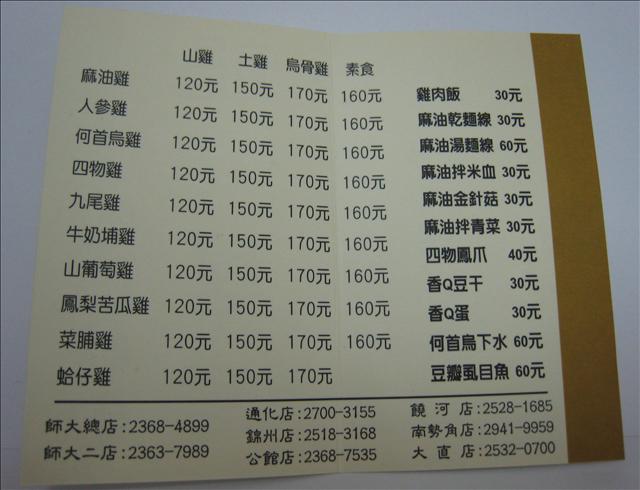 山雞 土雞 烏骨雞 素食
麻油雞 120元 150元 170元 160元
人參雞 120元 150元 170元 160元
何首烏雞 120元 150元 170元 160元
四物雞 120元 150元 170元 160元
九尾雞 120元 150元 170元 160元
牛奶埔雞 120元 150元 170元 160元
山葡萄雞 120元 150元 170元 160元
鳳梨苦瓜雞 120元 150元 170元 160元
菜脯雞 120元 150元 170元 160元
蛤仔雞 120元 150元 170元
雞肉飯 30元
麻油乾麵線 30元
麻油湯麵線 60元
麻油拌米血 30元
麻油金針菇 30元
麻油拌青菜 30元
四物鳳爪 40元
香Q豆干 30元
香Q蛋 30元
何首烏下水 60元
豆瓣虱目魚 60元
師大總店:2368-4899
師大二店:2363-7989
通化店:2700-3155
錦州店:2518-3168
公館店:2368-7535
饒河店:2528-1685
南勢角店:2941-9959
大直店:2532-0700